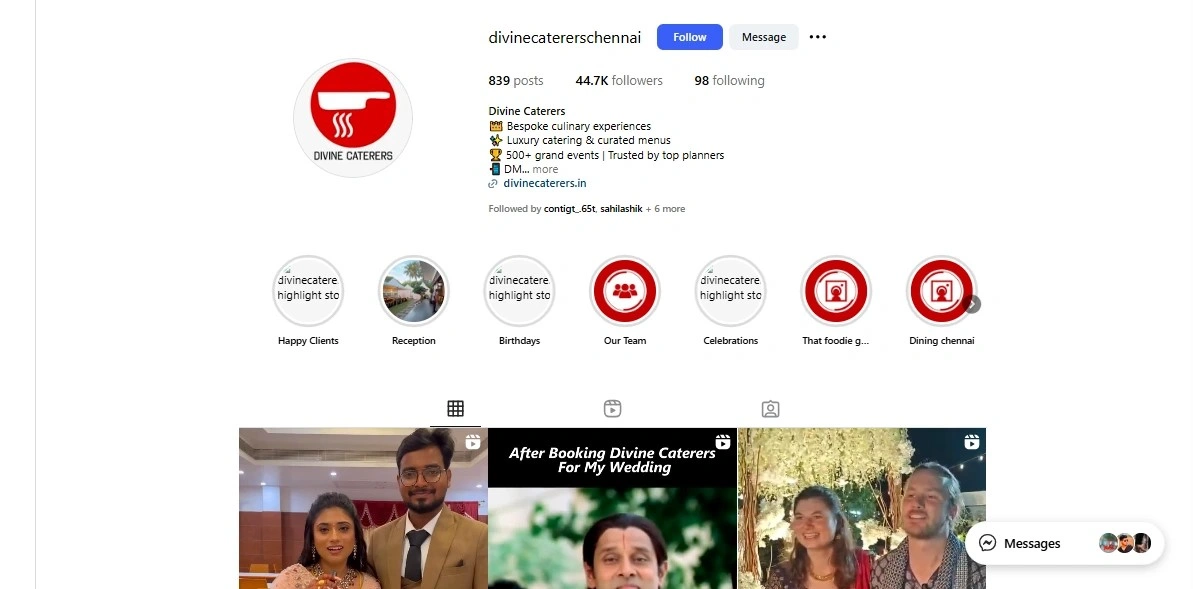 divinecatererschennai Follow Message
839 posts 44.7K followers 98 following
Divine Caterers
Bespoke culinary experiences
Luxury catering & curated menus
500+ grand events | Trusted by top planners
DM... more
divinecaterers.in
Followed by contigt_.65t, sahilashik + 6 more
DIVINE CATERERS
divinecatere
highlight sto
divinecatere
highlight sto
divinecatere
highlight sto
Happy Clients Reception Birthdays Our Team Celebrations That foodie g... Dining chennai
After Booking Divine Caterers
For My Wedding
Messages